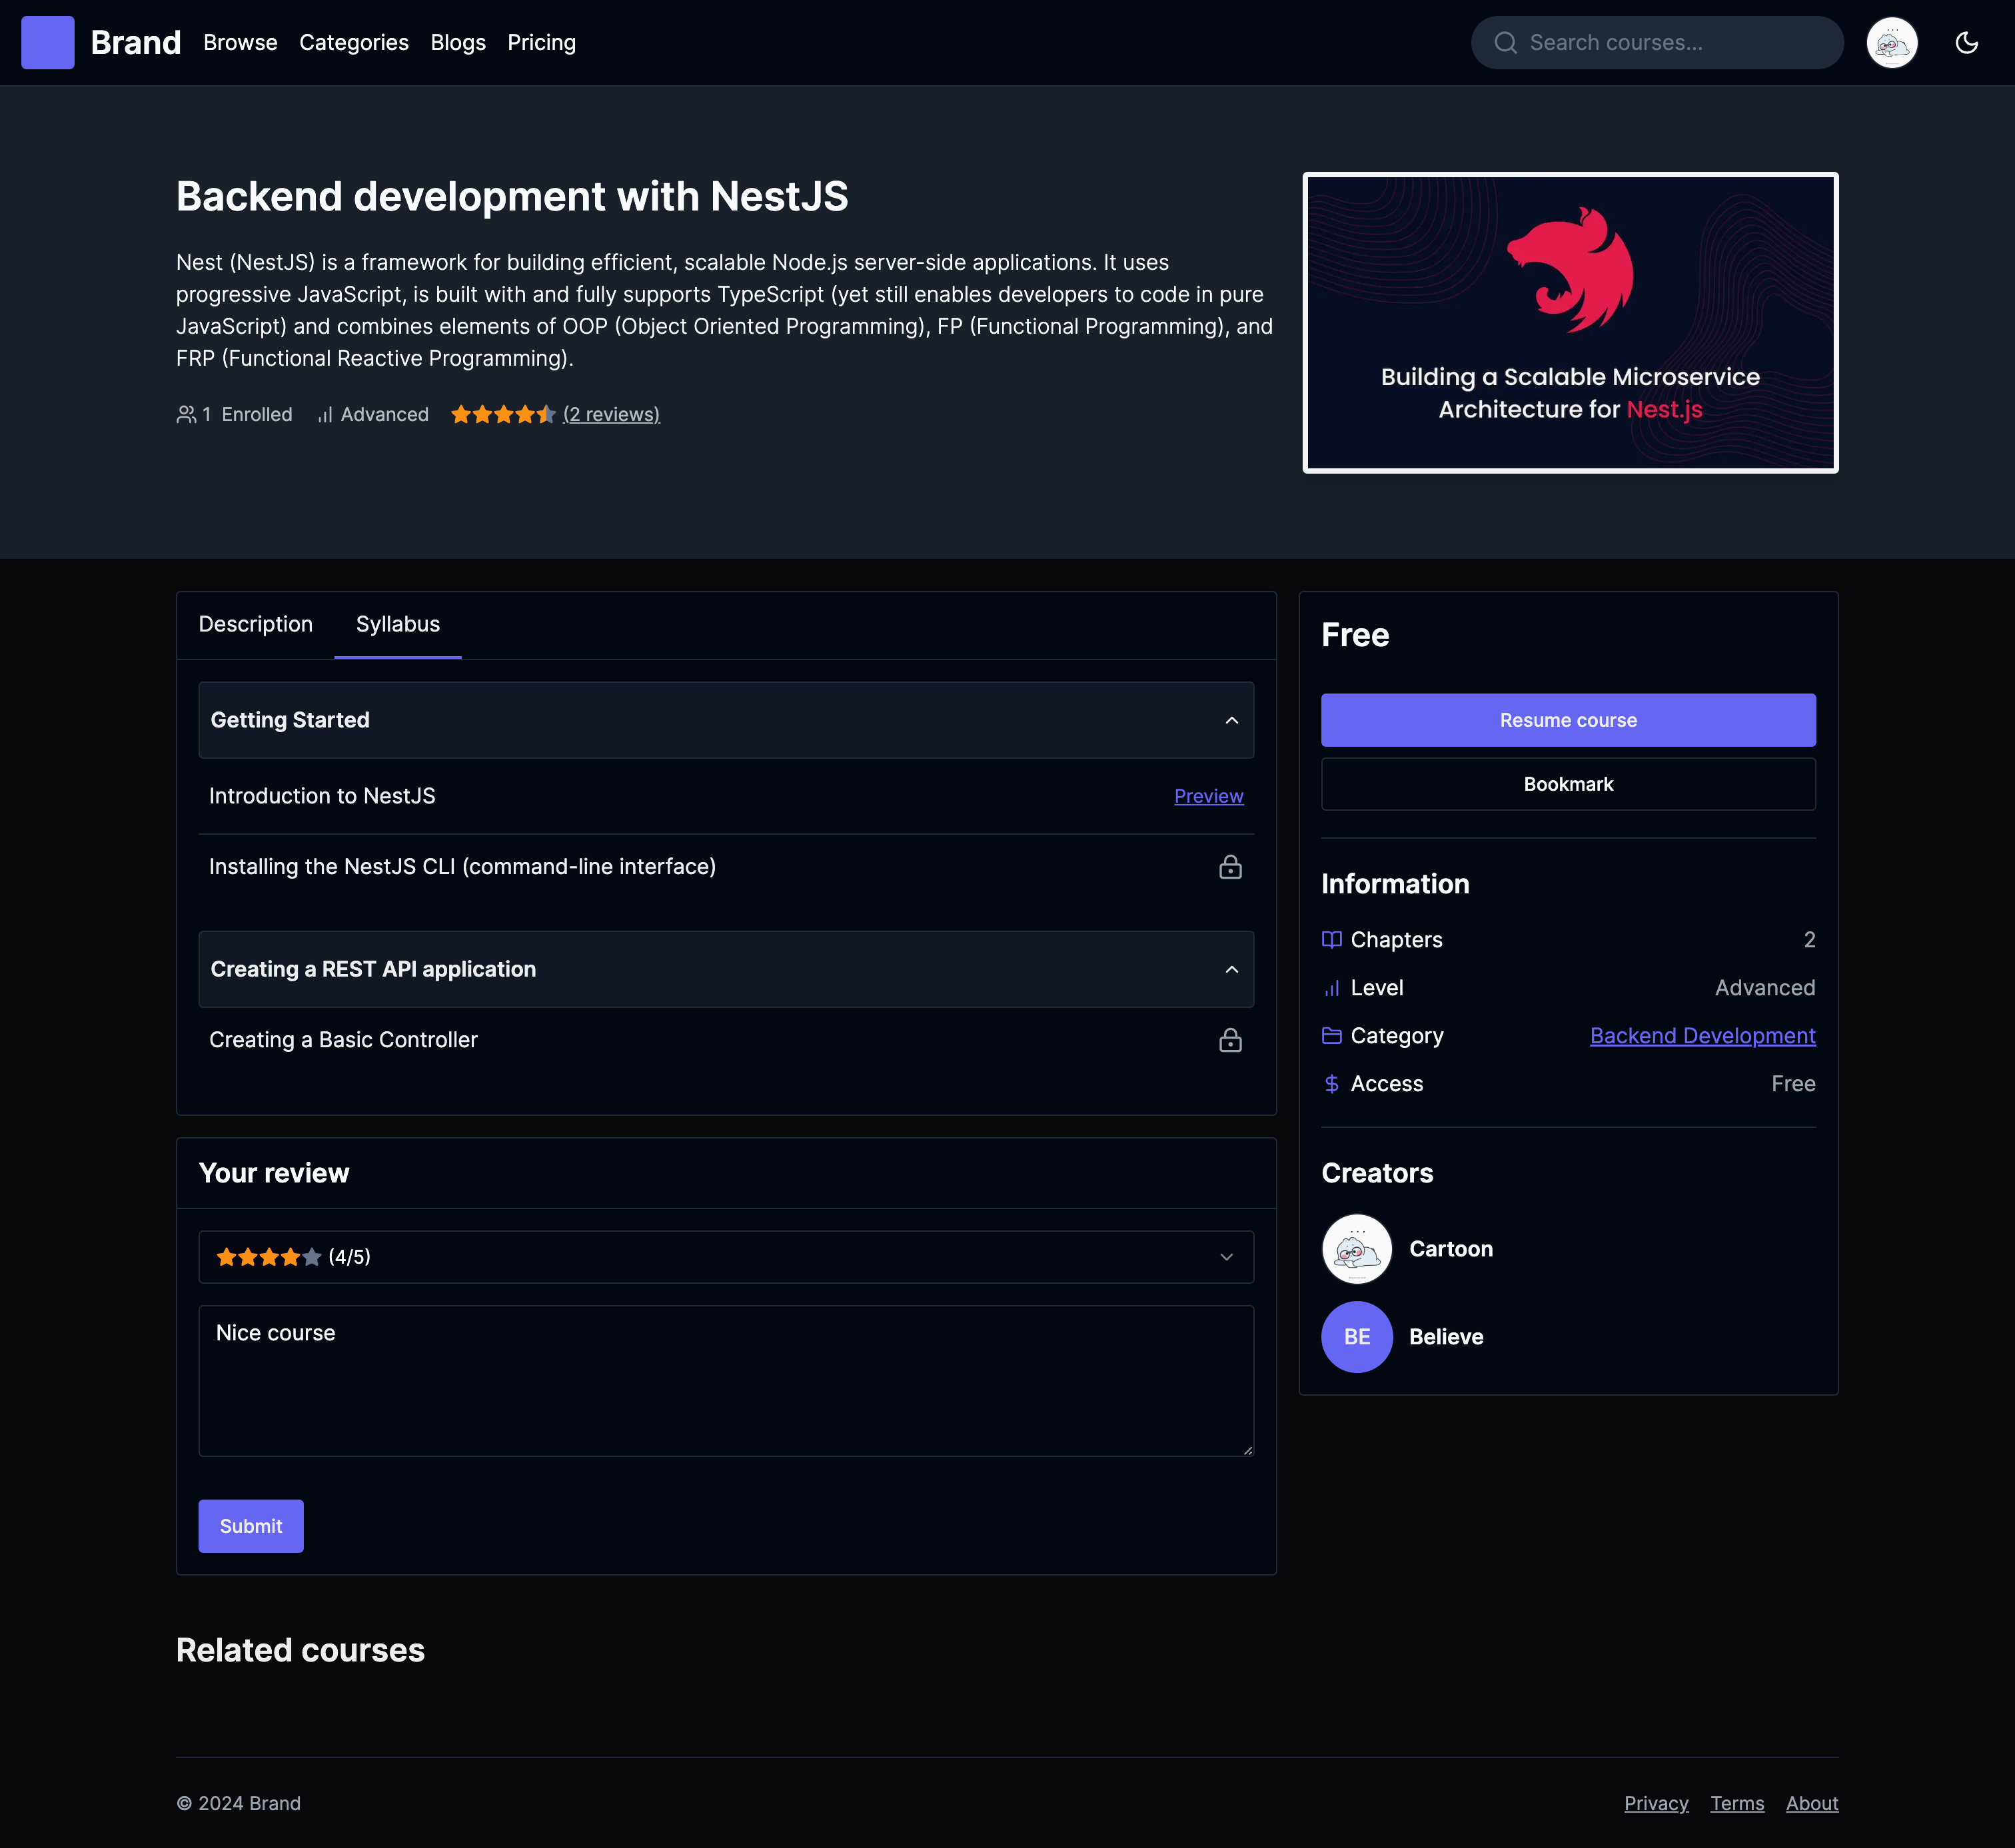 Brand
Browse
Categories
Blogs
Pricing
Search courses...
Backend development with NestJS
Nest (NestJS) is a framework for building efficient, scalable Node.js server-side applications. It uses
progressive JavaScript, is built with and fully supports TypeScript (yet still enables developers to code in pure
JavaScript) and combines elements of OOP (Object Oriented Programming), FP (Functional Programming), and
FRP (Functional Reactive Programming).
1 Enrolled
Advanced
(2 reviews)
Building a Scalable Microservice
Architecture for Nest.js
Description
Syllabus
Getting Started
Introduction to NestJS
Preview
Installing the NestJS CLI (command-line interface)
Creating a REST API application
Creating a Basic Controller
Your review
(4/5)
Nice course
Submit
Free
Resume course
Bookmark
Information
Chapters
2
Level
Advanced
Category
Backend Development
Access
Free
Creators
Cartoon
BE
Believe
Related courses
© 2024 Brand
Privacy
Terms
About